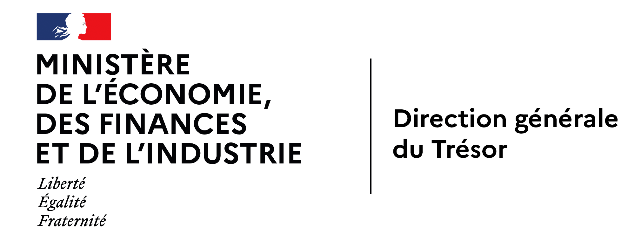 MINISTÈRE
DE L'ÉCONOMIE,
DES FINANCES
ET DE L'INDUSTRIE
Liberté
Égalité
Fraternité
Direction générale
du Trésor